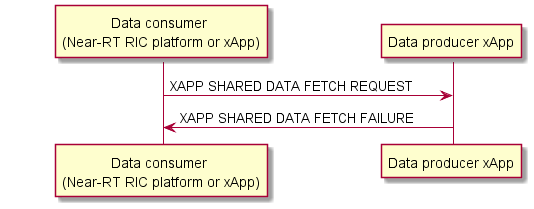 Data consumer
(Near-RT RIC platform or xApp)
Data producer xApp
XAPP SHARED DATA FETCH REQUEST
XAPP SHARED DATA FETCH FAILURE
Data consumer
(Near-RT RIC platform or xApp)
Data producer xApp